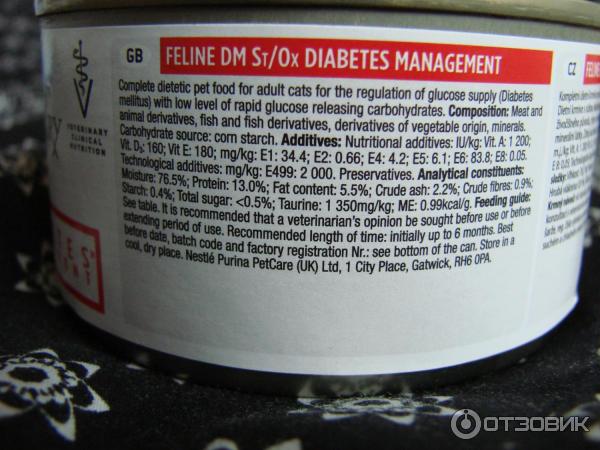 GB FELINE DM ST/OX DIABETES MANAGEMENT
Complete dietetic pet food for adult cats for the regulation of glucose supply (Diabetes
mellitus) with low level of rapid glucose releasing carbohydrates. Composition: Meat and
animal derivatives, fish and fish derivatives, derivatives of vegetable origin, minerals.
Carbohydrate source: corn starch. Additives: Nutritional additives: IU/kg: Vit. A: 1 200;
Vit. D₃: 160; Vit E: 180; mg/kg: E1: 34.4; E2: 0.66; E4: 4.2; E5: 6.1; E6: 83.8; E8: 0.05.
Technological additives: mg/kg: E499: 2 000. Preservatives. Analytical constituents:
Moisture: 76.5%; Protein: 13.0%; Fat content: 5.5%; Crude ash: 2.2%; Crude fibres: 0.9%;
Starch: 0.4%; Total sugar: <0.5%; Taurine: 1 350mg/kg; ME: 0.99kcal/g. Feeding guide:
See table. It is recommended that a veterinarian's opinion be sought before use or before
extending period of use. Recommended length of time: initially up to 6 months. Best
before date, batch code and factory registration Nr.: see bottom of the can. Store in a
cool, dry place. Nestlé Purina PetCare (UK) Ltd, 1 City Place, Gatwick, RH6 0PA.
VETERINARY
CLINICAL
NUTRITION
CZ
ОТЗОВИК